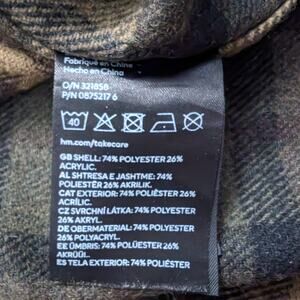 Fabriqué en Chine
Hecho en China
O/N 321858
P/N 0875217 6
40
hm.com/takecare
GB SHELL: 74% POLYESTER 26%
ACRYLIC.
AL SHTRESA E JASHTME: 74%
POLIESTËR 26% AKRILIK.
CAT EXTERIOR: 74% POLIÈSTER 26%
ACRÍLIC.
CZ SVRCHNÍ LÁTKA: 74% POLYESTER
26% AKRYL.
DE OBERMATERIAL: 74% POLYESTER
26% POLYACRYL.
EE ÜMBRIS: 74% POLÜESTER 26%
AKRÜÜL.
ES TELA EXTERIOR: 74% POLIÉSTER